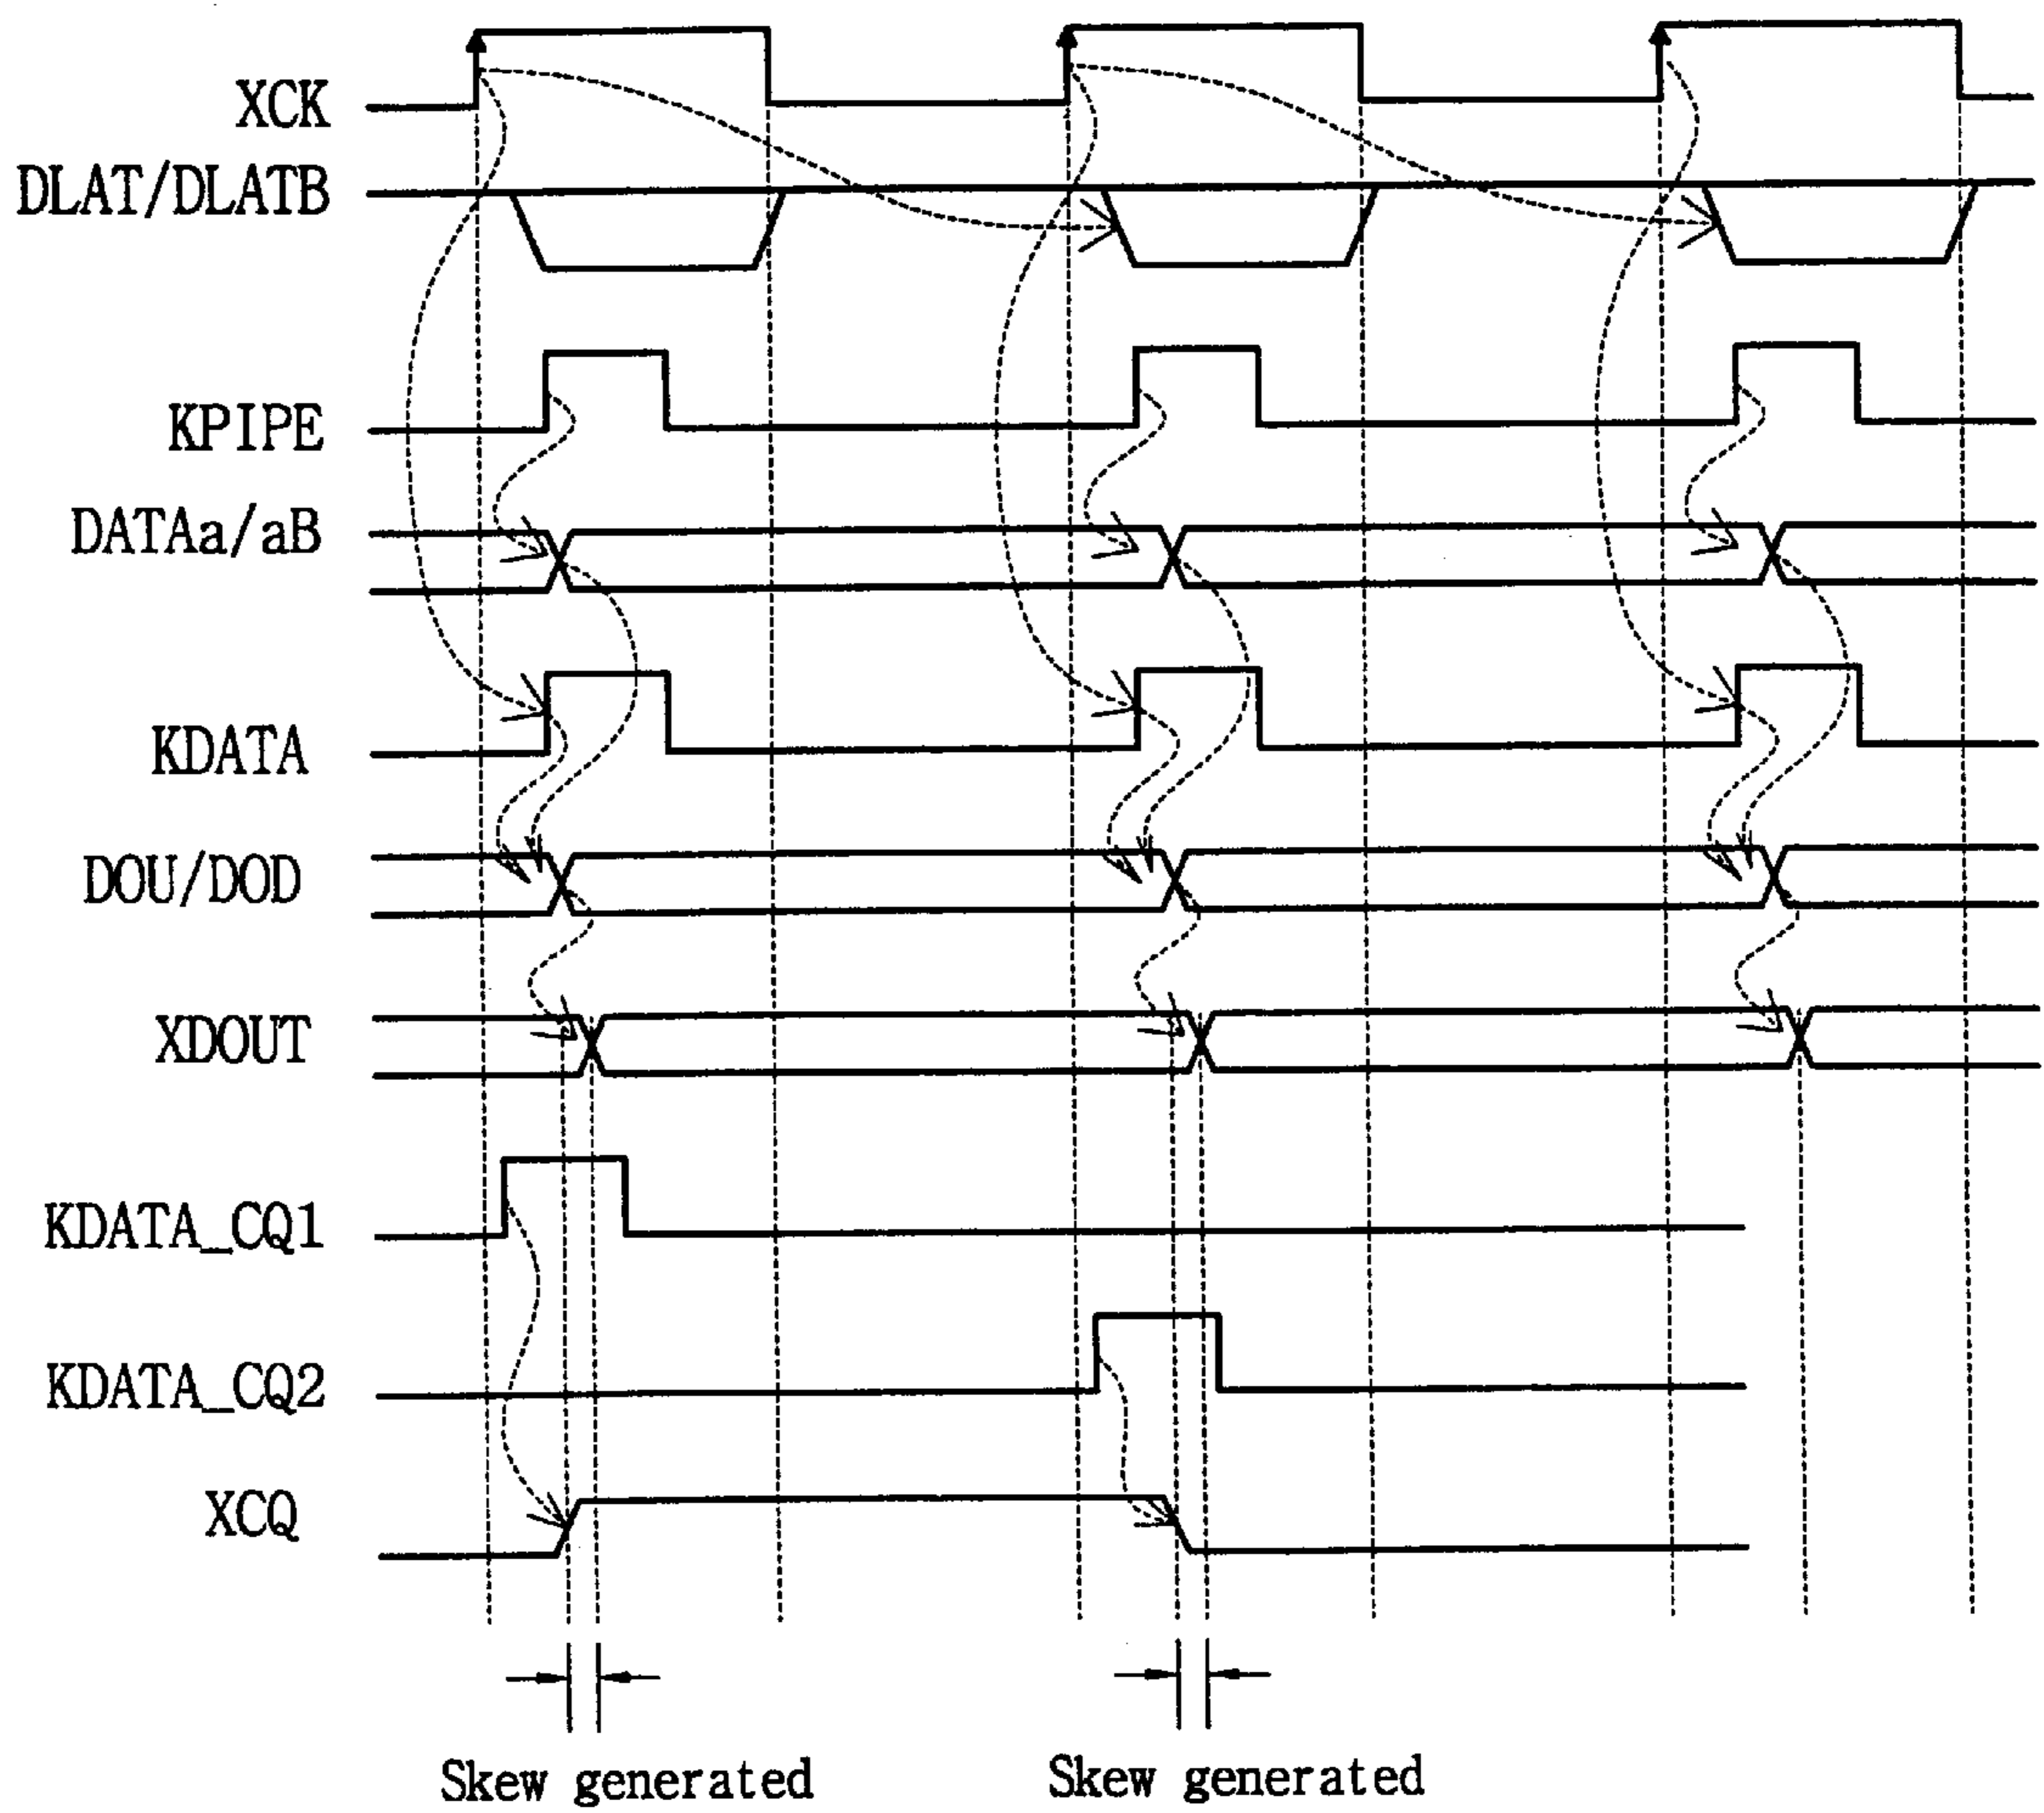 XCK
DLAT/DLATB
KPIPE
DATAa/aB
KDATA
DOU/DOD
XDOUT
KDATA_CQ1
KDATA_CQ2
XCQ
Skew generated Skew generated